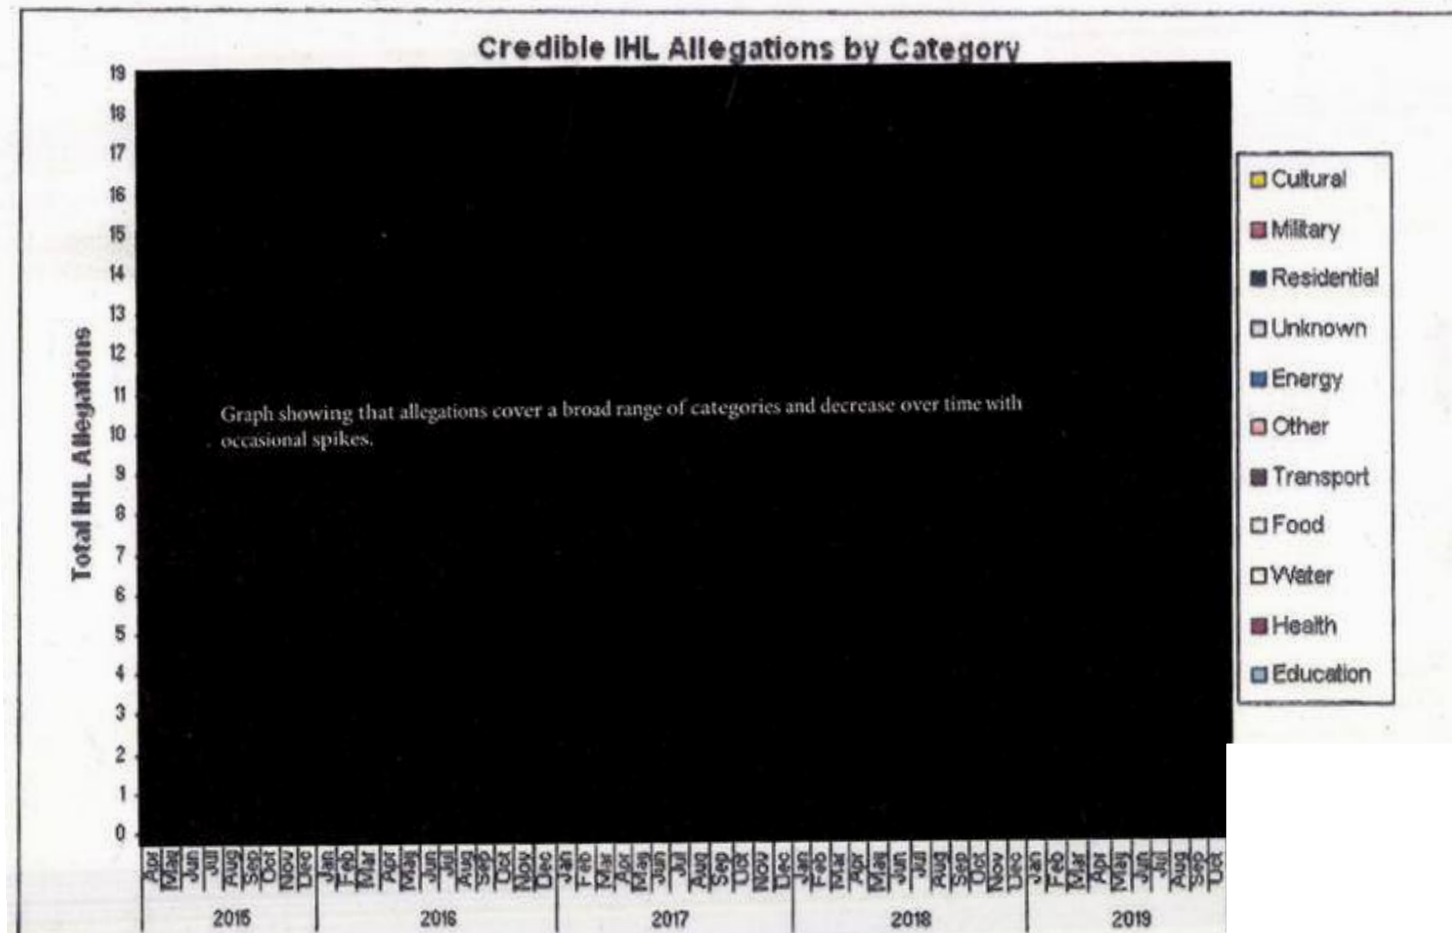 Credible IHL Allegations by Category
Total IHL Allegations
19
18
17
16
15
14
13
12
11
10
9
8
7
6
5
4
3
2
1
0
Graph showing that allegations cover a broad range of categories and decrease over time with
occasional spikes.
Cultural
Military
Residential
Unknown
Energy
Other
Transport
Food
Water
Health
Education
Apr May Jun Jul Aug Sep Oct Nov Dec Jan Feb Mar Apr May Jun Jul Aug Sep Oct Nov Dec Jan Feb Mar Apr May Jun Jul Aug Sep Oct Nov Dec Jan Feb Mar Apr May Jun Jul Aug Sep Oct Nov Dec Jan Feb Mar Apr May Jun Jul Aug Sep Oct
2015 2016 2017 2018 2019